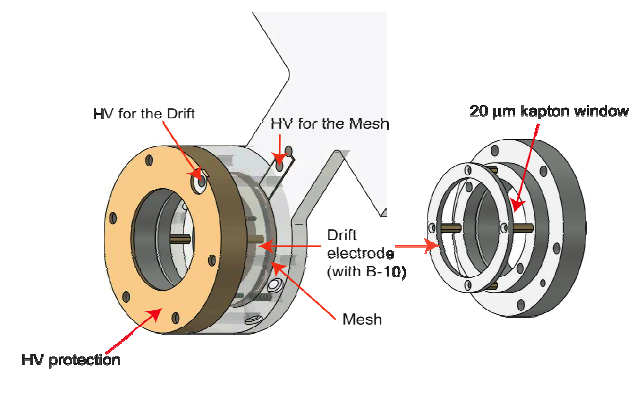 20 µm kapton window
HV for the Drift
HV for the Mesh
Drift
electrode
(with B-10)
Mesh
HV protection